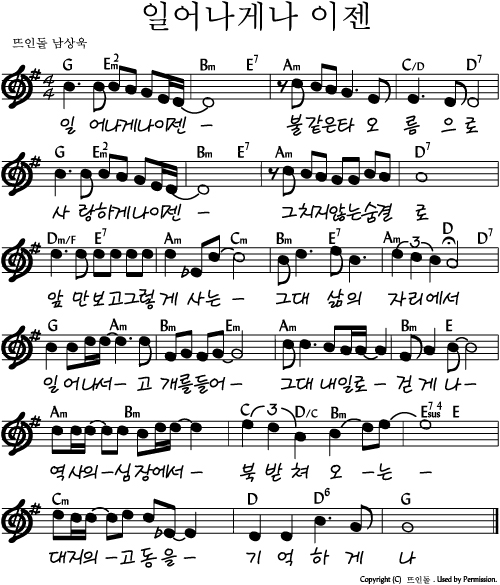 일어나게나 이젠
뜨인돌 남상욱
G Em2 Bm E7 Am C/D D7
4 4
일 어나게나이젠 - 불같은타 오 름 으 로
G Em2 Bm E7 Am D7
사 랑하게나이젠 - 그치지않는숨결 로
Dm/F E7 Am Cm Bm E7 Am D D7
3
앞 만보고그렇게 사는 - 그대 삶의 자리에서
G Am Bm Em Am Bm E
일어나서 - 고 개를들어 - 그대 내일로 - 걷게 나 -
Am Bm C D/C Bm Esus7 4 E
3
역사의 - 심장에서 - 북 받 쳐 오 - 는 -
Cm D D6 G
대지의 - 고동을 - 기 억 하 게 나
Copyright (C) 뜨인돌 . Used by Permission.